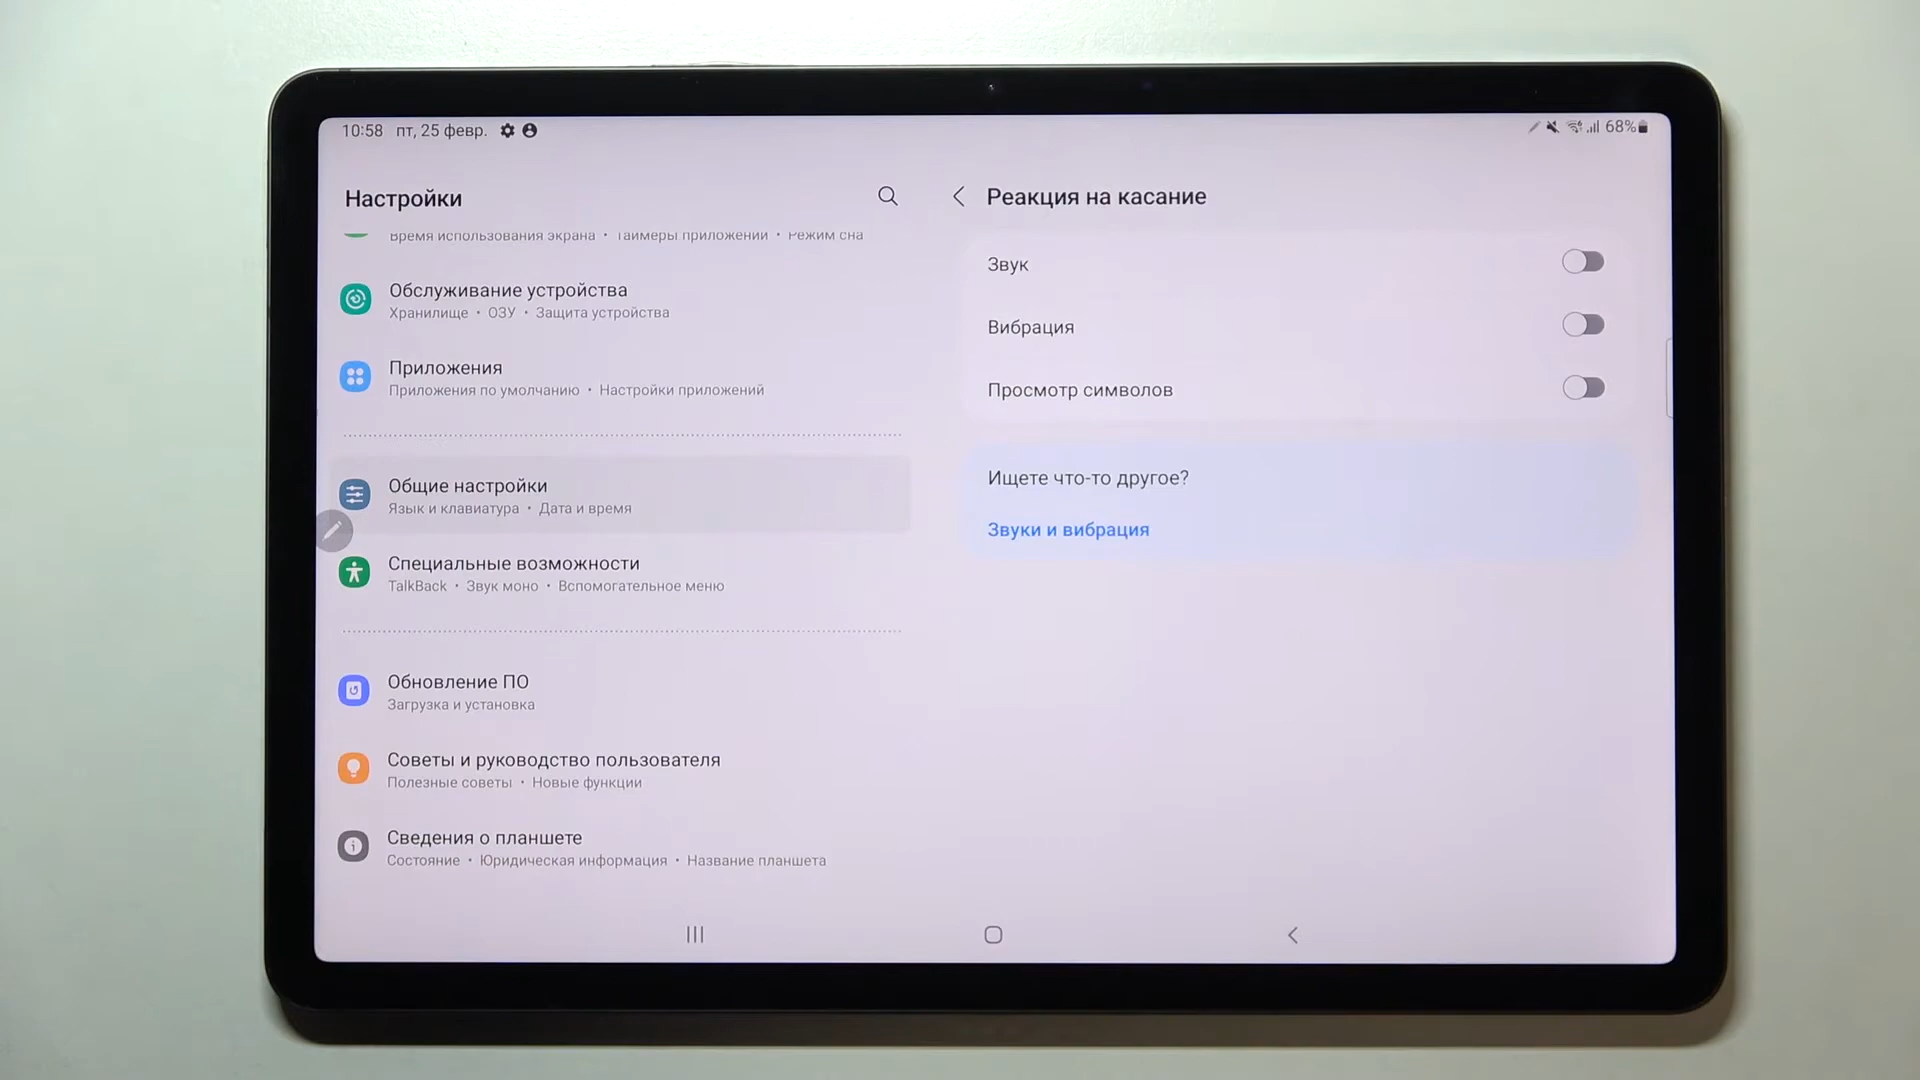 10:58 пт, 25 февр.
68%
Настройки
Время использования экрана • Таймеры приложений • Режим сна
Обслуживание устройства
Хранилище • ОЗУ • Защита устройства
Приложения
Приложения по умолчанию • Настройки приложений
Общие настройки
Язык и клавиатура • Дата и время
Специальные возможности
TalkBack • Звук моно • Вспомогательное меню
Обновление ПО
Загрузка и установка
Советы и руководство пользователя
Полезные советы • Новые функции
Сведения о планшете
Состояние • Юридическая информация • Название планшета
Реакция на касание
Звук
Вибрация
Просмотр символов
Ищете что-то другое?
Звуки и вибрация